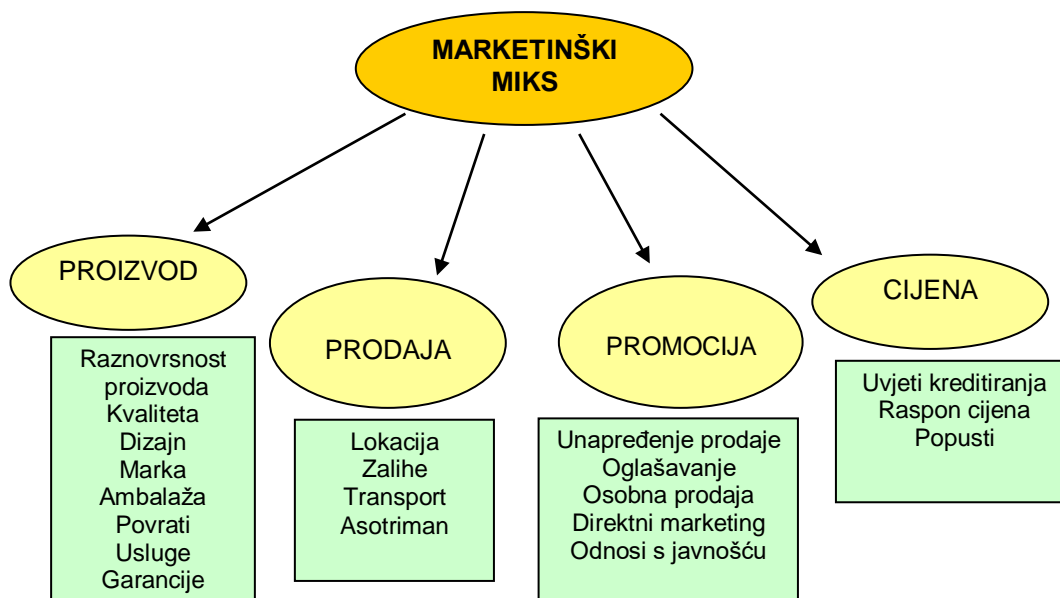 MARKETINŠKI
MIKS
PROIZVOD
Raznovrsnost
proizvoda
Kvaliteta
Dizajn
Marka
Ambalaža
Povrati
Usluge
Garancije
PRODAJA
Lokacija
Zalihe
Transport
Asotriman
PROMOCIJA
Unapređenje prodaje
Oglašavanje
Osobna prodaja
Direktni marketing
Odnosi s javnošću
CIJENA
Uvjeti kreditiranja
Raspon cijena
Popusti